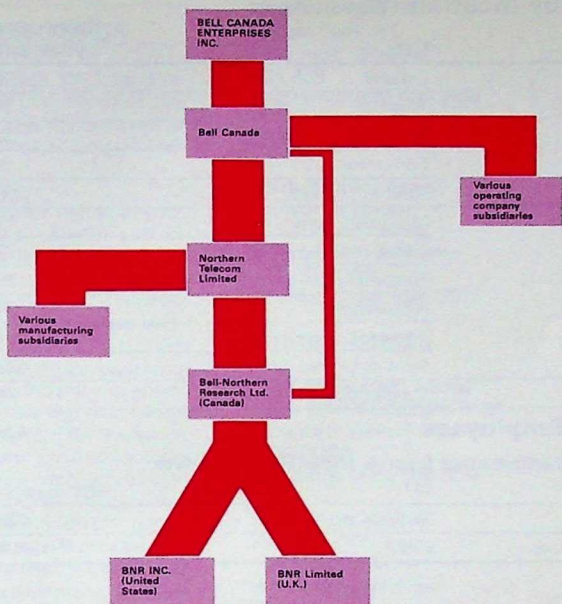 BELL CANADA
ENTERPRISES
INC.
Bell Canada
Various
operating
company
subsidiaries
Northern
Telecom
Limited
Various
manufacturing
subsidiaries
Bell-Northern
Research Ltd.
(Canada)
BNR INC.
(United
States)
BNR Limited
(U.K.)